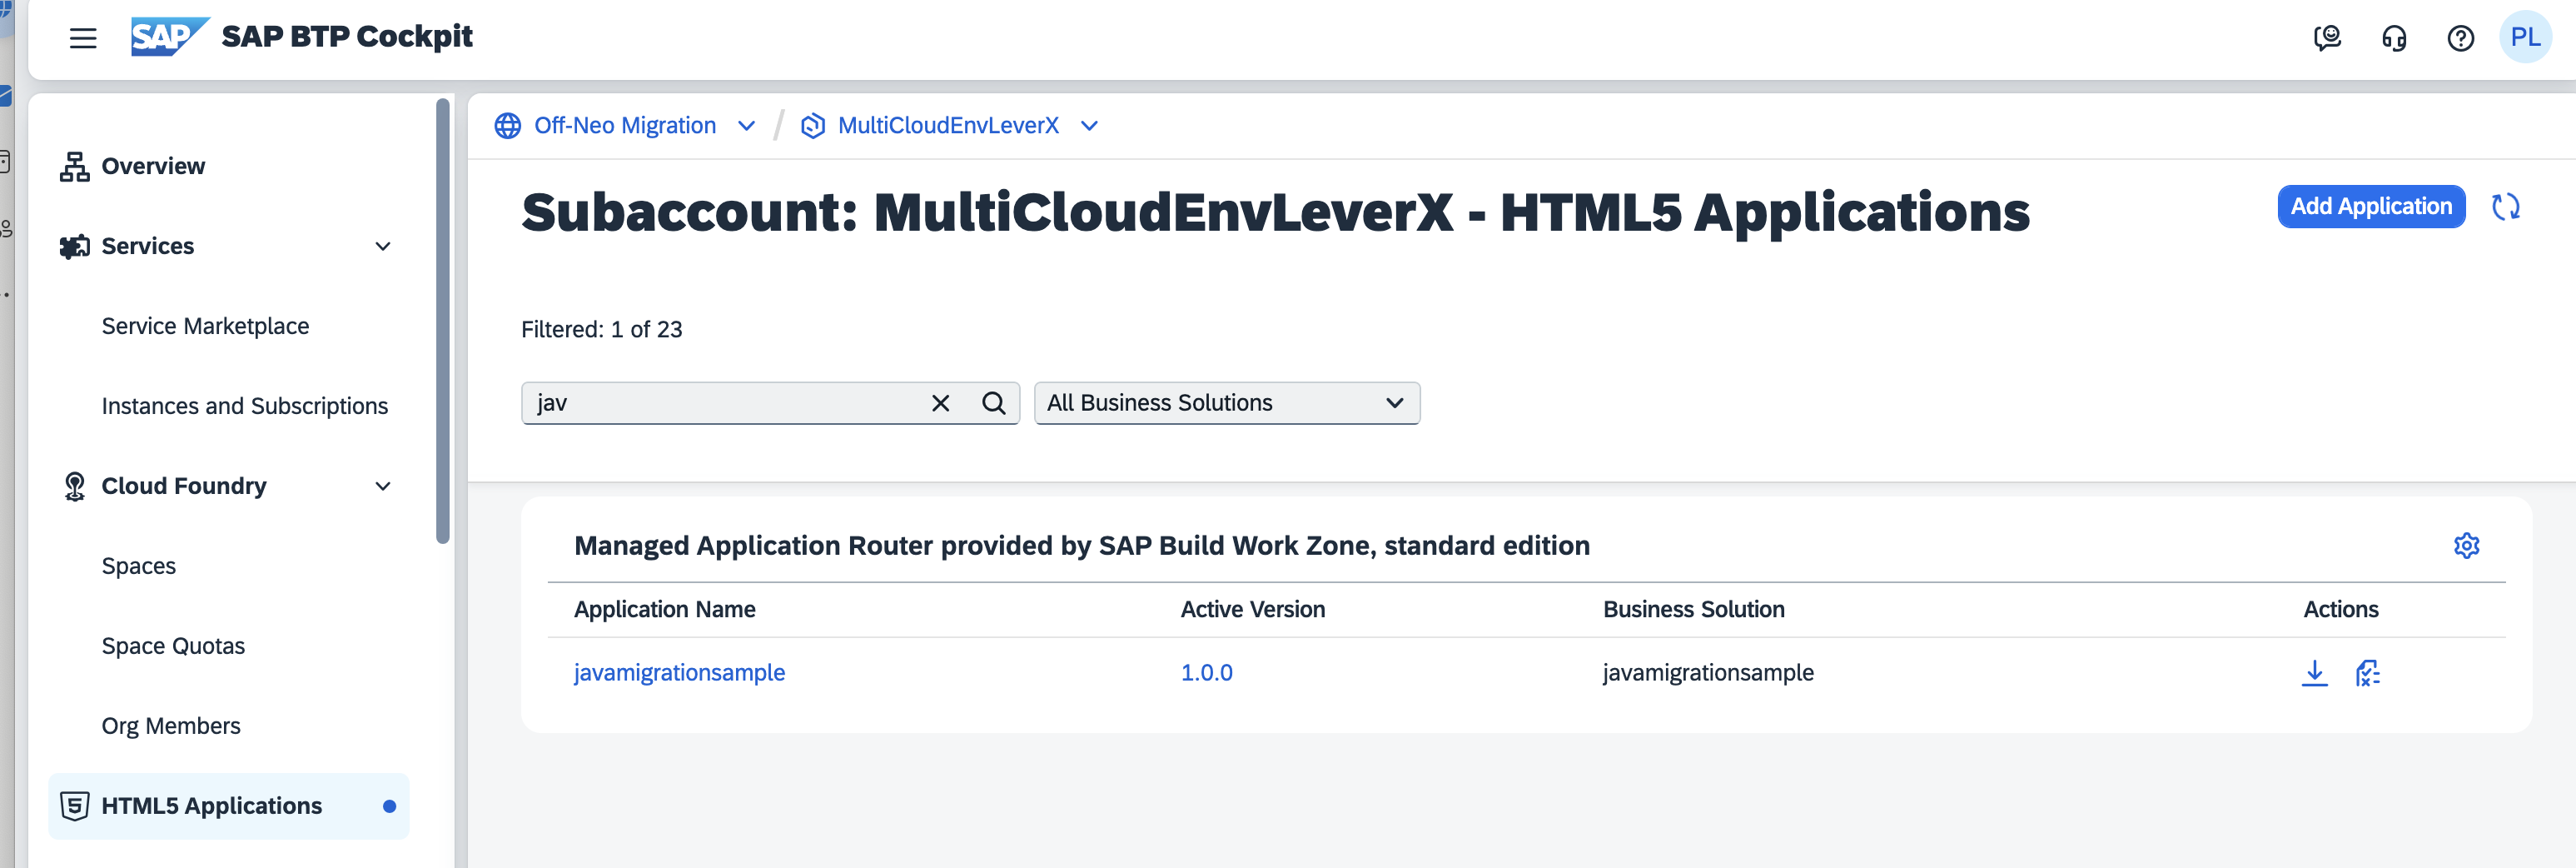 SAP SAP BTP Cockpit
PL
Overview
Services
Service Marketplace
Instances and Subscriptions
Cloud Foundry
Spaces
Space Quotas
Org Members
HTML5 Applications
Off-Neo Migration / MultiCloudEnvLeverX
Subaccount: MultiCloudEnvLeverX - HTML5 Applications
Add Application
Filtered: 1 of 23
jav
All Business Solutions
Managed Application Router provided by SAP Build Work Zone, standard edition
Application Name Active Version Business Solution Actions
javamigrationsample 1.0.0 javamigrationsample